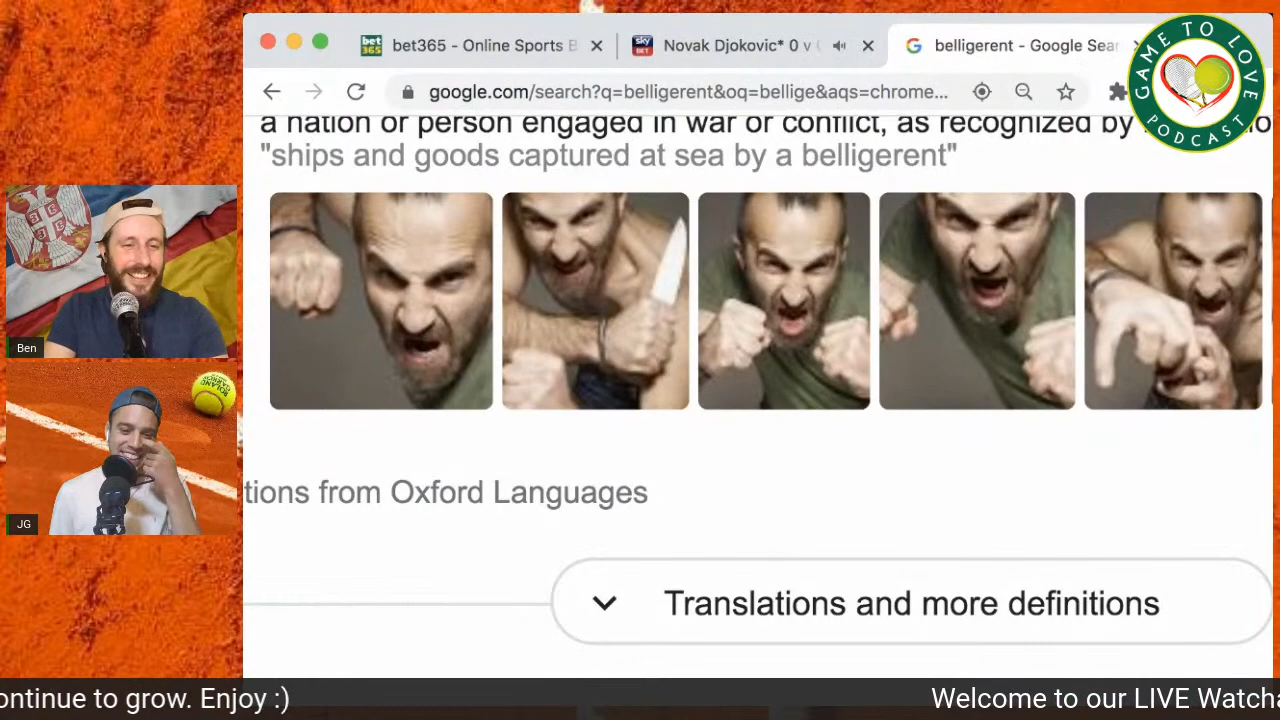 bet365 - Online Sports B
Novak Djokovic* 0 v
belligerent - Google Sear
google.com/search?q=belligerent&oq=bellige&aqs=chrome...
GAME TO LOVE
PODCAST
a nation or person engaged in war or conflict, as recognized by
"ships and goods captured at sea by a belligerent"
Ben
JG
tions from Oxford Languages
Translations and more definitions
ontinue to grow. Enjoy :)
Welcome to our LIVE Watcha